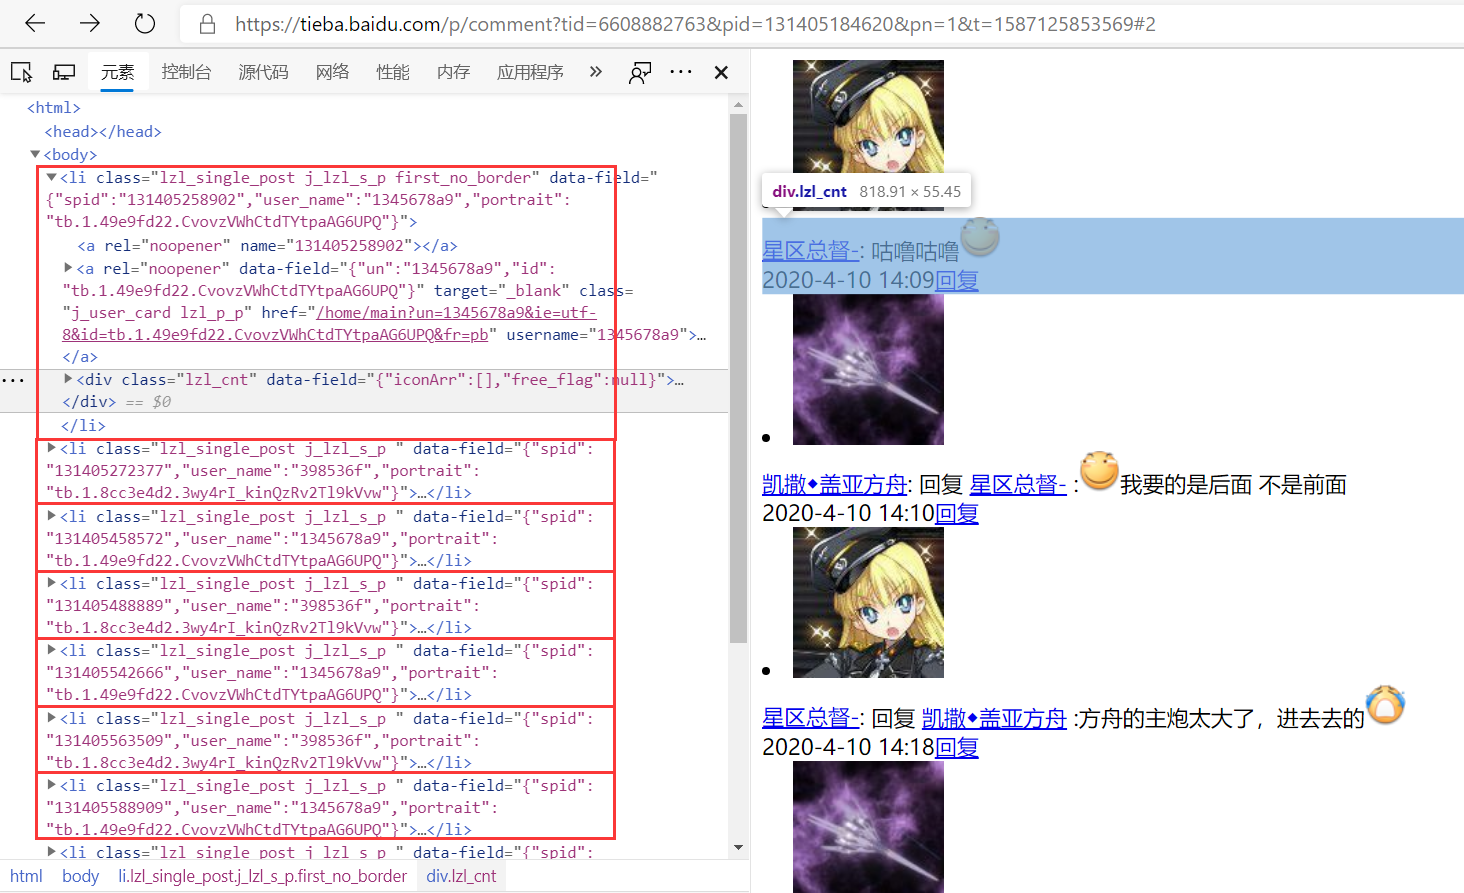 https://tieba.baidu.com/p/comment?tid=6608882763&pid=131405184620&pn=1&t=1587125853569#2
元素 控制台 源代码 网络 性能 内存 应用程序 »
<html>
<head></head>
▼<body>
▼<li class="lzl_single_post j_lzl_s_p first_no_border" data-field="
{"spid":"131405258902","user_name":"1345678a9","portrait":
"tb.1.49e9fd22.CvovzVWhCtdTYtpaAG6UPQ"}">
<a rel="noopener" name="131405258902"></a>
▶<a rel="noopener" data-field="{"un":"1345678a9","id":
"tb.1.49e9fd22.CvovzVWhCtdTYtpaAG6UPQ"}" target="_blank" class=
"j_user_card lzl_p_p" href="/home/main?un=1345678a9&ie=utf-
8&id=tb.1.49e9fd22.CvovzVWhCtdTYtpaAG6UPQ&fr=pb" username="1345678a9">…
</a>
▶<div class="lzl_cnt" data-field="{"iconArr":[],"free_flag":null}">…
</div> == $0
</li>
▶<li class="lzl_single_post j_lzl_s_p " data-field="{"spid":
"131405272377","user_name":"398536f","portrait":
"tb.1.8cc3e4d2.3wy4rI_kinQzRv2Tl9kVvw"}">…</li>
▶<li class="lzl_single_post j_lzl_s_p " data-field="{"spid":
"131405458572","user_name":"1345678a9","portrait":
"tb.1.49e9fd22.CvovzVWhCtdTYtpaAG6UPQ"}">…</li>
▶<li class="lzl_single_post j_lzl_s_p " data-field="{"spid":
"131405488889","user_name":"398536f","portrait":
"tb.1.8cc3e4d2.3wy4rI_kinQzRv2Tl9kVvw"}">…</li>
▶<li class="lzl_single_post j_lzl_s_p " data-field="{"spid":
"131405542666","user_name":"1345678a9","portrait":
"tb.1.49e9fd22.CvovzVWhCtdTYtpaAG6UPQ"}">…</li>
▶<li class="lzl_single_post j_lzl_s_p " data-field="{"spid":
"131405563509","user_name":"398536f","portrait":
"tb.1.8cc3e4d2.3wy4rI_kinQzRv2Tl9kVvw"}">…</li>
▶<li class="lzl_single_post j_lzl_s_p " data-field="{"spid":
"131405588909","user_name":"1345678a9","portrait":
"tb.1.49e9fd22.CvovzVWhCtdTYtpaAG6UPQ"}">…</li>
▶<li class="lzl_single_post j_lzl_s_p " data-field="{"spid":
html body li.lzl_single_post.j_lzl_s_p.first_no_border div.lzl_cnt
div.lzl_cnt 818.91 × 55.45
星区总督-: 咕噜咕噜
2020-4-10 14:09回复
凯撒◆盖亚方舟: 回复 星区总督- :我要的是后面 不是前面
2020-4-10 14:10回复
星区总督-: 回复 凯撒◆盖亚方舟 :方舟的主炮太大了，进去去的
2020-4-10 14:18回复